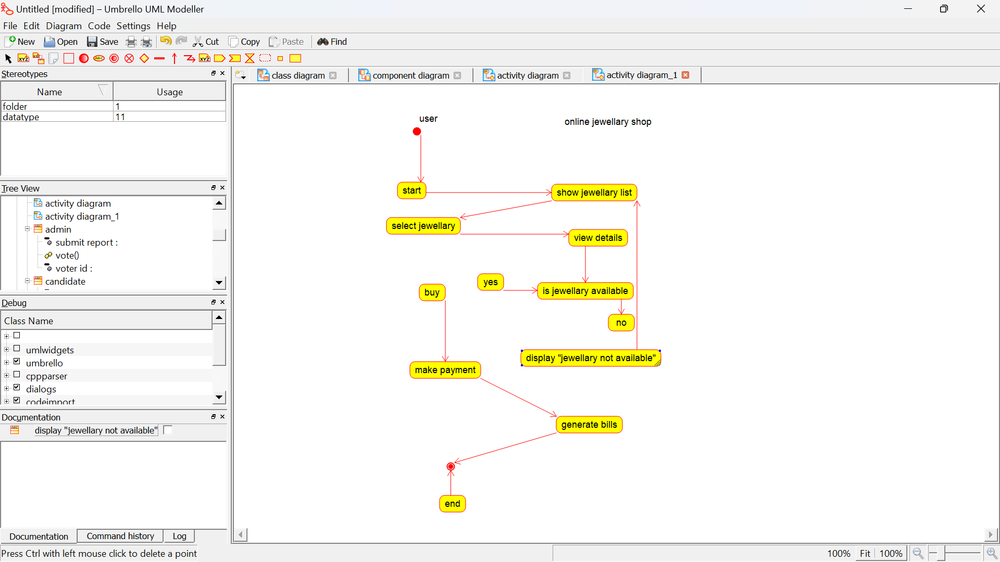 Untitled [modified] – Umbrello UML Modeller
File Edit Diagram Code Settings Help
New Open Save Cut Copy Paste Find
XYZ XYZ ABC XYZ
Stereotypes
class diagram component diagram activity diagram activity diagram_1
Name Usage
folder 1
datatype 11
Tree View
activity diagram
activity diagram_1
admin
submit report :
vote()
voter id :
candidate
Debug
Class Name
umlwidgets
umbrello
cppparser
dialogs
codeimport
Documentation
display "jewellary not available"
Documentation Command history Log
Press Ctrl with left mouse click to delete a point
user
online jewellary shop
start
show jewellary list
select jewellary
view details
yes
is jewellary available
buy
no
display "jewellary not available"
make payment
generate bills
end
100% Fit 100%